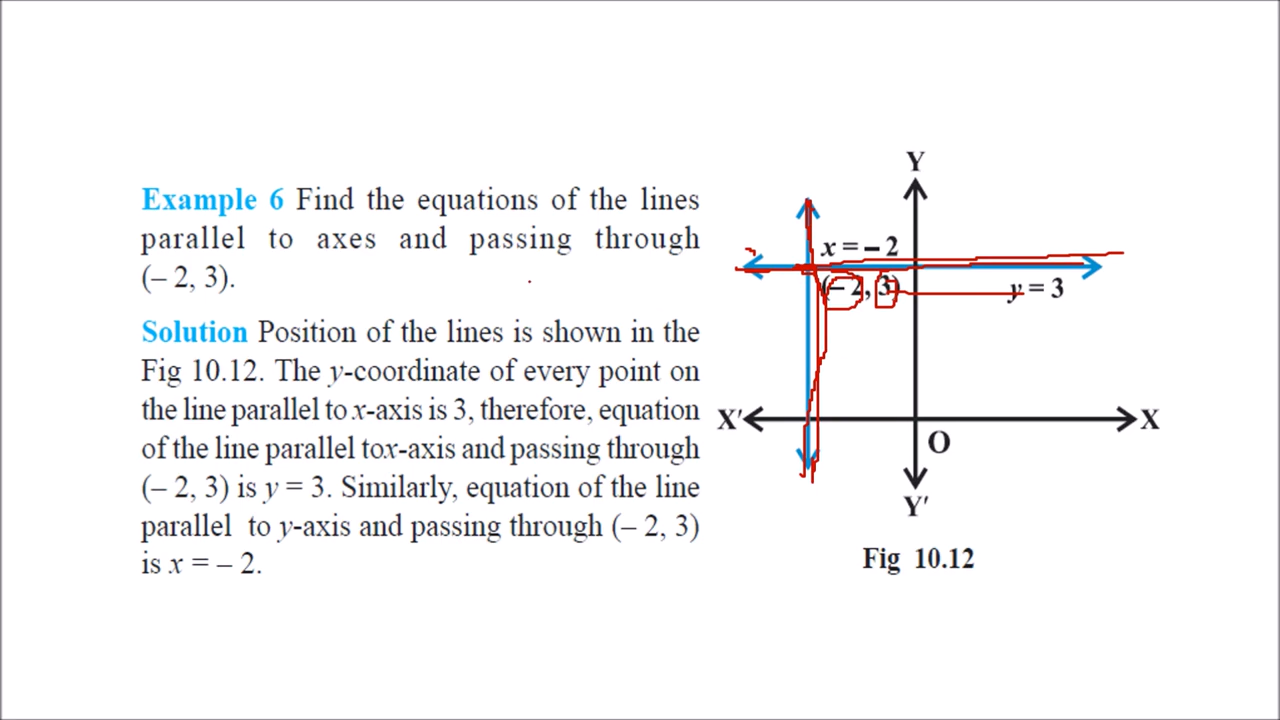 Example 6 Find the equations of the lines
parallel to axes and passing through
(– 2, 3).
Solution Position of the lines is shown in the
Fig 10.12. The y-coordinate of every point on
the line parallel to x-axis is 3, therefore, equation
of the line parallel tox-axis and passing through
(– 2, 3) is y = 3. Similarly, equation of the line
parallel to y-axis and passing through (– 2, 3)
is x = – 2.
Y
x = – 2
(– 2, 3)
y = 3
X′
X
O
Y′
Fig 10.12